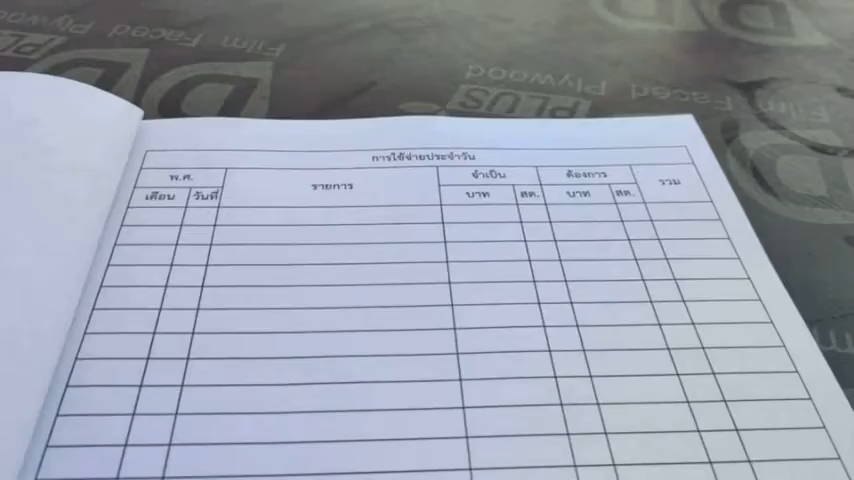 Film Faced Plywood
PLUS
DD
Plywood
Film Faced
PLUS
D
การใช้จ่ายประจำวัน
พ.ศ. รายการ จำเป็น ต้องการ รวม
เดือน วันที่ บาท สต. บาท สต.